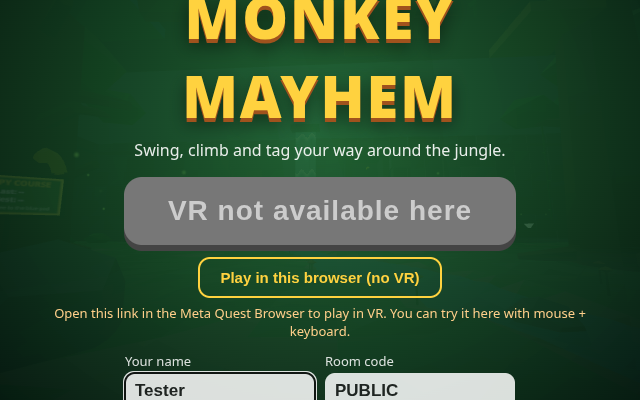 MONKEY
MAYHEM
Swing, climb and tag your way around the jungle.
VR not available here
Play in this browser (no VR)
Open this link in the Meta Quest Browser to play in VR. You can try it here with mouse +
keyboard.
Your name
Room code
Tester
PUBLIC